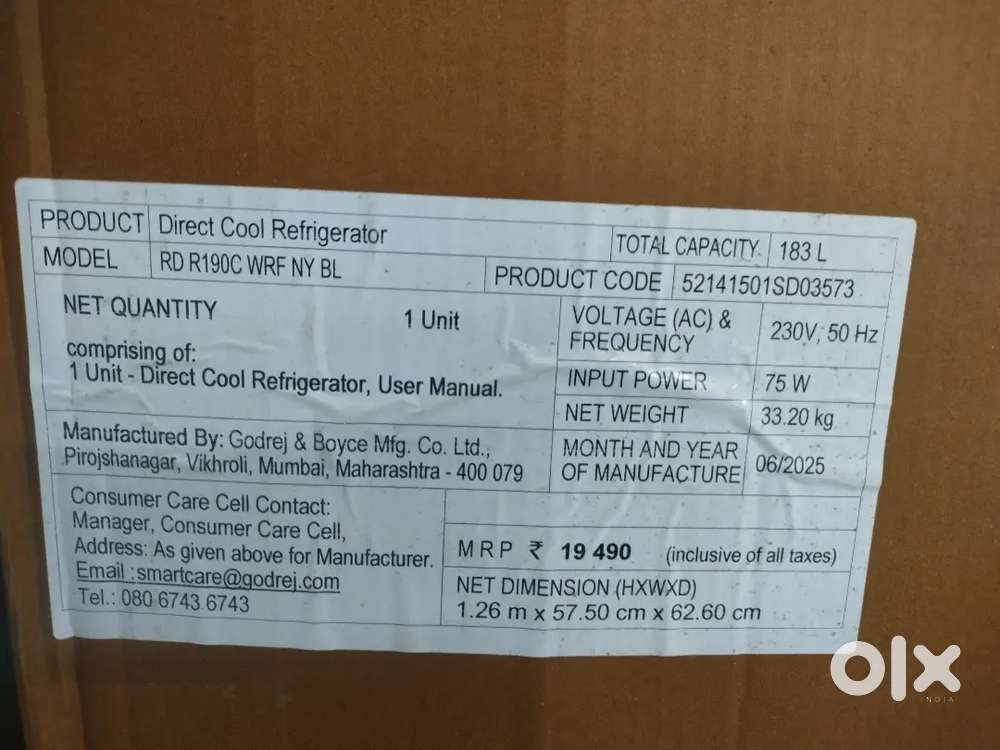 PRODUCT Direct Cool Refrigerator
TOTAL CAPACITY. 183 L
MODEL RD R190C WRF NY BL
PRODUCT CODE 52141501SD03573
NET QUANTITY 1 Unit
comprising of:
1 Unit - Direct Cool Refrigerator, User Manual.
VOLTAGE (AC) &
FREQUENCY 230V, 50 Hz
INPUT POWER 75 W
NET WEIGHT 33.20 kg
Manufactured By: Godrej & Boyce Mfg. Co. Ltd.,
Pirojshanagar, Vikhroli, Mumbai, Maharashtra - 400 079
MONTH AND YEAR
OF MANUFACTURE 06/2025
Consumer Care Cell Contact:
Manager, Consumer Care Cell,
Address: As given above for Manufacturer.
Email :smartcare@godrej.com
Tel.: 080 6743 6743
MRP ₹ 19 490 (inclusive of all taxes)
NET DIMENSION (HXWXD)
1.26 m x 57.50 cm x 62.60 cm
olx
INDIA